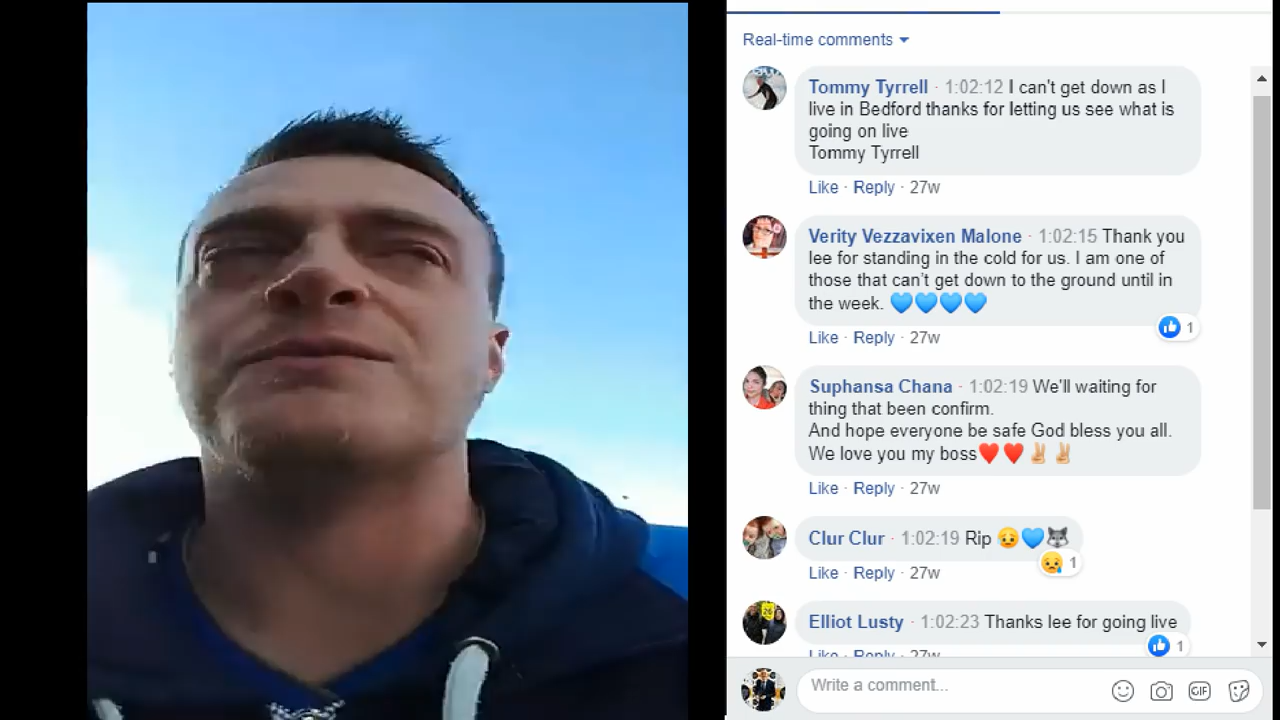 Real-time comments
Tommy Tyrrell · 1:02:12 I can't get down as I
live in Bedford thanks for letting us see what is
going on live
Tommy Tyrrell
Like · Reply · 27w
Verity Vezzavixen Malone · 1:02:15 Thank you
lee for standing in the cold for us. I am one of
those that can't get down to the ground until in
the week. 💙💙💙💙
1
Like · Reply · 27w
Suphansa Chana · 1:02:19 We'll waiting for
thing that been confirm.
And hope everyone be safe God bless you all.
We love you my boss❤️❤️✌🏼✌🏼
Like · Reply · 27w
Clur Clur · 1:02:19 Rip 😥💙🐺
1
Like · Reply · 27w
Elliot Lusty · 1:02:23 Thanks lee for going live
1
Like · Reply · 27w
Write a comment...
GIF